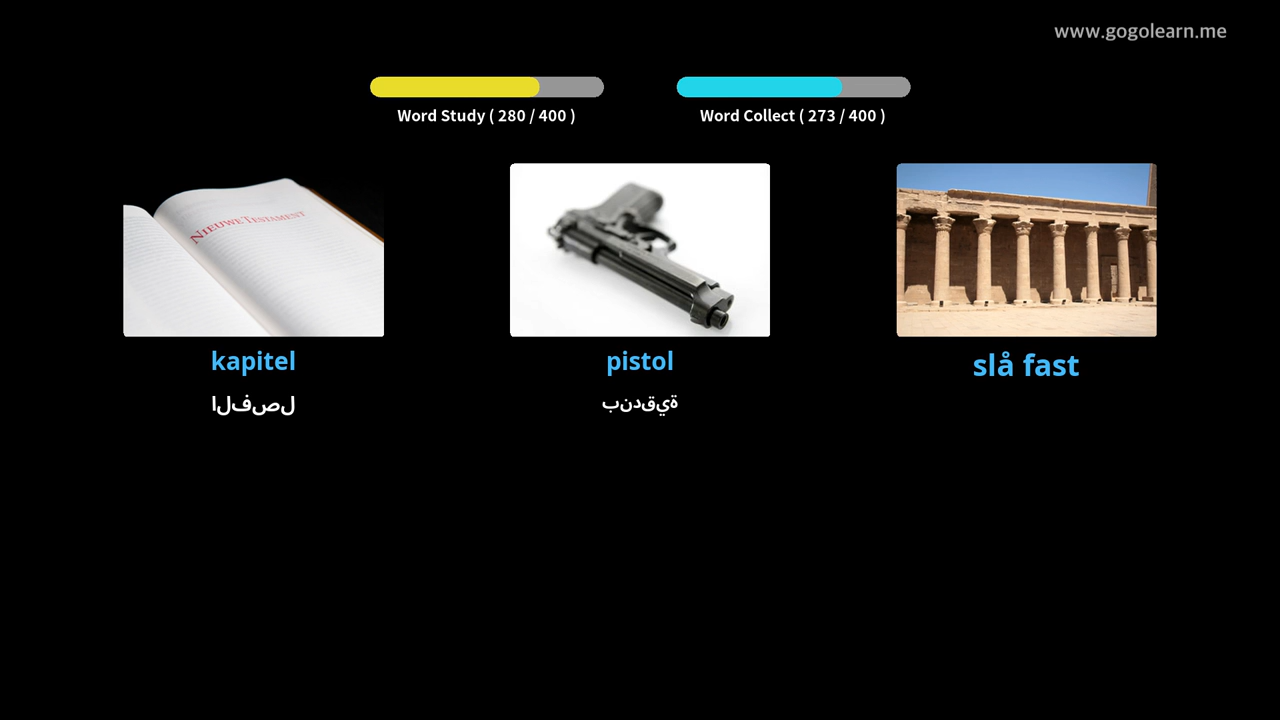 www.gogolearn.me
Word Study ( 280 / 400 )
Word Collect ( 273 / 400 )
NIEUWE TESTAMENT
kapitel
pistol
slå fast
الفصل
بندقية